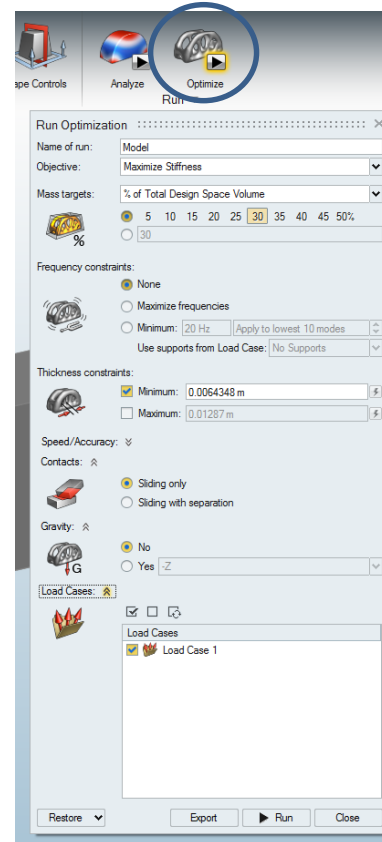 ape Controls Analyze Optimize
Run
Run Optimization
Name of run: Model
Objective: Maximize Stiffness
Mass targets: % of Total Design Space Volume
5 10 15 20 25 30 35 40 45 50%
30
%
Frequency constraints:
None
Maximize frequencies
Minimum: 20 Hz Apply to lowest 10 modes
Use supports from Load Case: No Supports
Thickness constraints:
Minimum: 0.0064348 m
Maximum: 0.01287 m
Speed/Accuracy:
Contacts:
Sliding only
Sliding with separation
Gravity:
No
G
Yes -Z
Load Cases:
Load Cases
Load Case 1
Restore Export Run Close